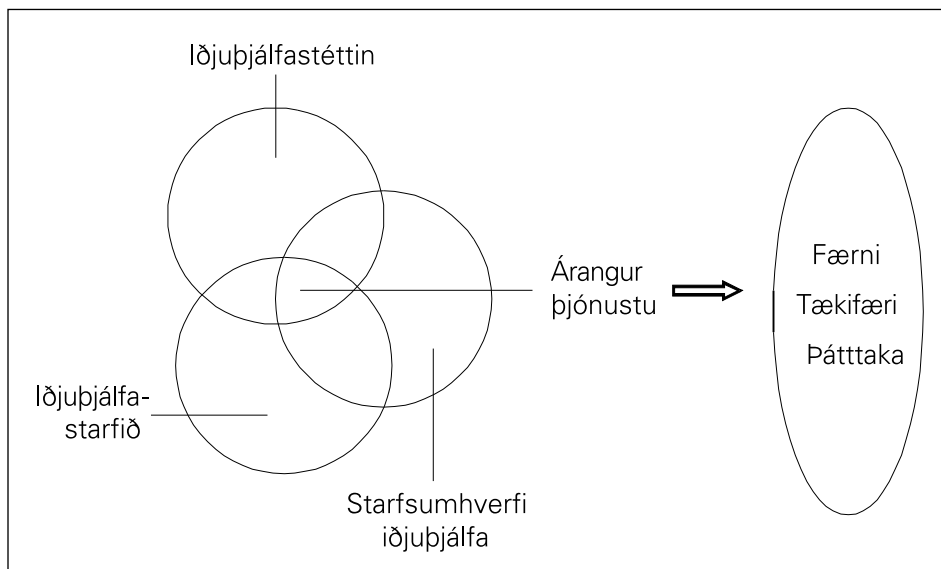 Iðjuþjálfastéttin
Árangur
þjónustu
Færni
Tækifæri
Þátttaka
Iðjuþjálfa-
starfið
Starfsumhverfi
iðjuþjálfa